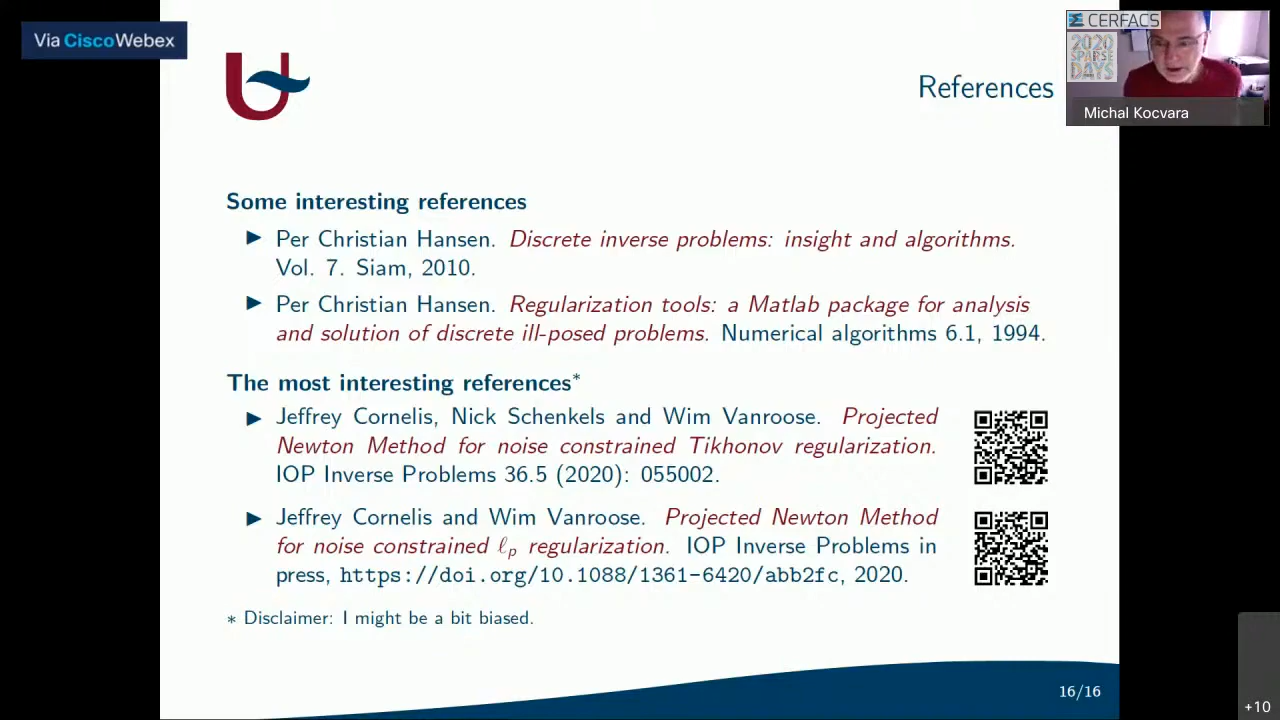 Via CiscoWebex
CERFACS
2020
SPARSE
DAYS
Michal Kocvara
References
Some interesting references
▶ Per Christian Hansen. Discrete inverse problems: insight and algorithms.
Vol. 7. Siam, 2010.
▶ Per Christian Hansen. Regularization tools: a Matlab package for analysis
and solution of discrete ill-posed problems. Numerical algorithms 6.1, 1994.
The most interesting references*
▶ Jeffrey Cornelis, Nick Schenkels and Wim Vanroose. Projected
Newton Method for noise constrained Tikhonov regularization.
IOP Inverse Problems 36.5 (2020): 055002.
▶ Jeffrey Cornelis and Wim Vanroose. Projected Newton Method
for noise constrained ℓp regularization. IOP Inverse Problems in
press, https://doi.org/10.1088/1361-6420/abb2fc, 2020.
* Disclaimer: I might be a bit biased.
16/16
+10